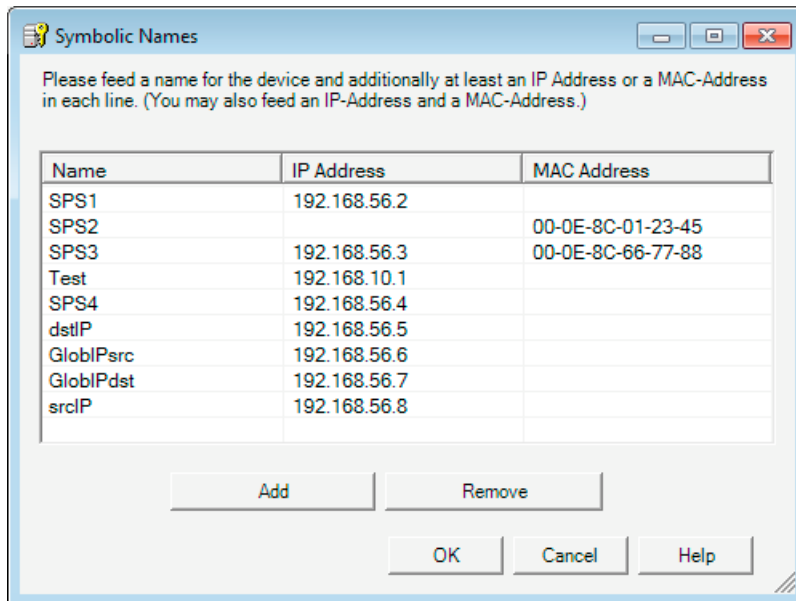 Symbolic Names
Please feed a name for the device and additionally at least an IP Address or a MAC-Address
in each line. (You may also feed an IP-Address and a MAC-Address.)
Name IP Address MAC Address
SPS1 192.168.56.2
SPS2 00-0E-8C-01-23-45
SPS3 192.168.56.3 00-0E-8C-66-77-88
Test 192.168.10.1
SPS4 192.168.56.4
dstIP 192.168.56.5
GlobIPsrc 192.168.56.6
GlobIPdst 192.168.56.7
srcIP 192.168.56.8
Add Remove
OK Cancel Help